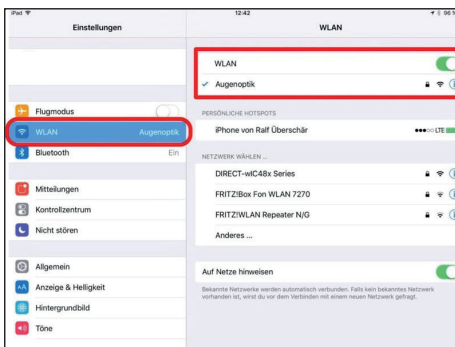 iPad
12:42
96 %
Einstellungen
WLAN
Flugmodus
WLAN
Augenoptik
Bluetooth
Ein
Mitteilungen
Kontrollzentrum
Nicht stören
Allgemein
Anzeige & Helligkeit
Hintergrundbild
Töne
WLAN
Augenoptik
PERSÖNLICHE HOTSPOTS
iPhone von Ralf Überschär
LTE
NETZWERK WÄHLEN ...
DIRECT-wIC48x Series
FRITZ!Box Fon WLAN 7270
FRITZ!WLAN Repeater N/G
Anderes ...
Auf Netze hinweisen
Bekannte Netzwerke werden automatisch verbunden. Falls kein bekanntes Netzwerk
vorhanden ist, wirst du vor dem Verbinden mit einem neuen Netzwerk gefragt.